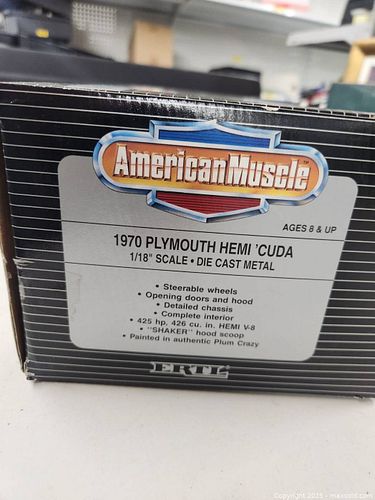 American Muscle
AGES 8 & UP
1970 PLYMOUTH HEMI 'CUDA
1/18" SCALE • DIE CAST METAL
• Steerable wheels
• Opening doors and hood
• Detailed chassis
• Complete interior
• 425 hp. 426 cu. in. HEMI V-8
• "SHAKER" hood scoop
• Painted in authentic Plum Crazy
ERTL